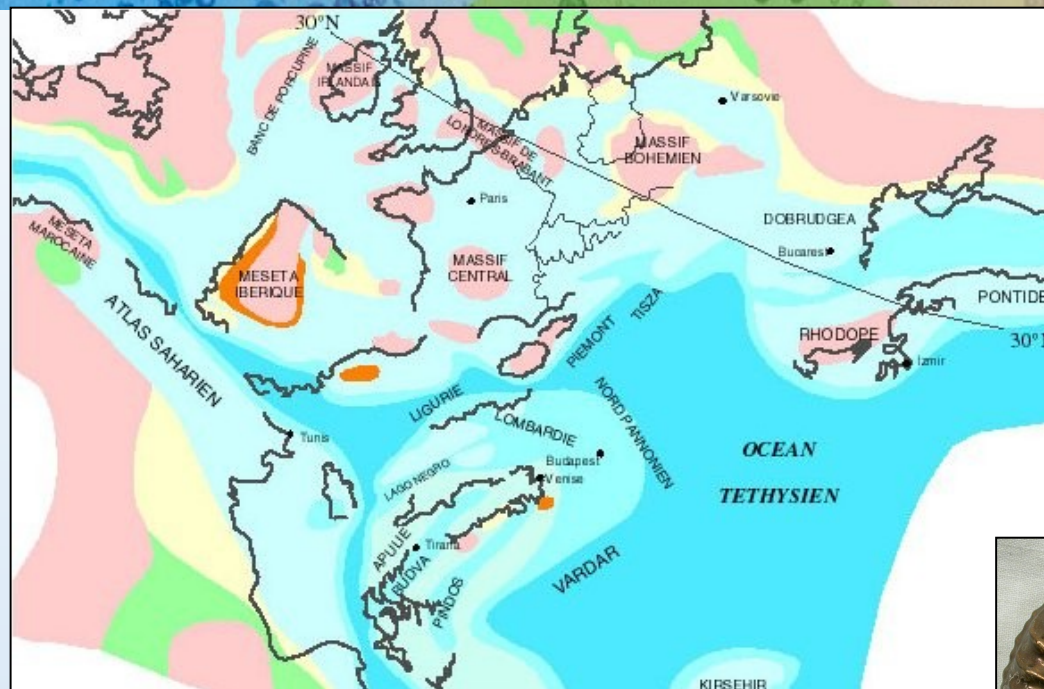 30°N
BANC DE PORCUPINE
MASSIF
IRLANDAIS
MASSIF DE
LONDRES-BRABANT
Varsovie
MASSIF
BOHEMIEN
Paris
DOBRUDGEA
Bucarest
MESETA
MAROCAINE
MESETA
IBERIQUE
MASSIF
CENTRAL
PONTIDE
RHODOPE
30°
Izmir
ATLAS SAHARIEN
PIEMONT
TISZA
LIGURIE
NORD PANNONIEN
LOMBARDIE
Tunis
Budapest
Venise
LAGO NEGRO
OCEAN
TETHYSIEN
APULIE
Tirana
BUDVA
PINDOS
VARDAR
KIRSEHIR